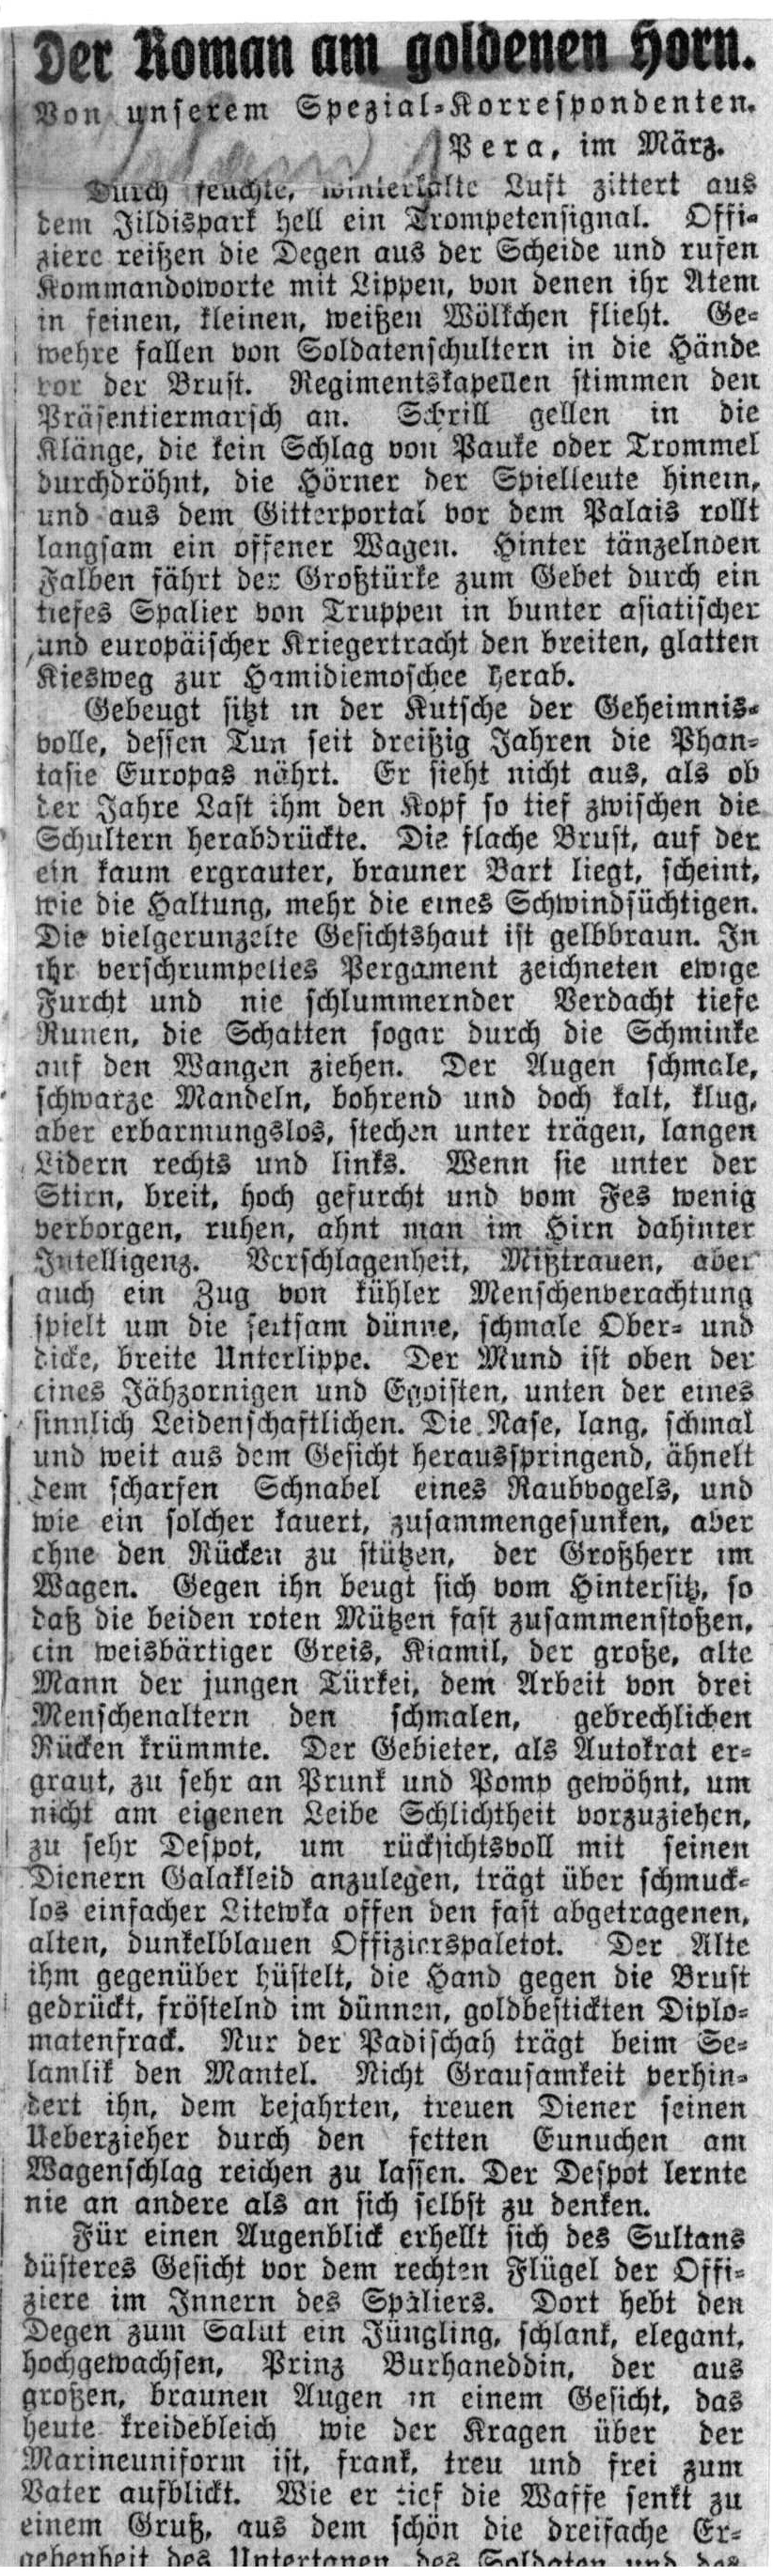 Der Roman am goldenen Horn.
Von unserem Spezial-Korrespondenten.
Pera, im März.
Durch feuchte, winterkalte Luft zittert aus
dem Jildispark hell ein Trompetensignal. Offi-
ziere reißen die Degen aus der Scheide und rufen
Kommandoworte mit Lippen, von denen ihr Atem
in feinen, kleinen, weißen Wölkchen flieht. Ge-
wehre fallen von Soldatenschultern in die Hände
vor der Brust. Regimentskapellen stimmen den
Präsentiermarsch an. Schrill gellen in die
Klänge, die kein Schlag von Pauke oder Trommel
durchdröhnt, die Hörner der Spielleute hinein,
und aus dem Gitterportal vor dem Palais rollt
langsam ein offener Wagen. Hinter tänzelnden
Falben fährt der Großtürke zum Gebet durch ein
tiefes Spalier von Truppen in bunter asiatischer
und europäischer Kriegertracht den breiten, glatten
Kiesweg zur Hamidiemoschee herab.
Gebeugt sitzt in der Kutsche der Geheimnis-
volle, dessen Tun seit dreißig Jahren die Phan-
tasie Europas nährt. Er sieht nicht aus, als ob
der Jahre Last ihm den Kopf so tief zwischen die
Schultern herabdrückte. Die flache Brust, auf der
ein kaum ergrauter, brauner Bart liegt, scheint,
wie die Haltung, mehr die eines Schwindsüchtigen.
Die vielgerunzelte Gesichtshaut ist gelbbraun. In
ihr verschrumpeltes Pergament zeichneten ewige
Furcht und nie schlummernder Verdacht tiefe
Runen, die Schatten sogar durch die Schminke
auf den Wangen ziehen. Der Augen schmale,
schwarze Mandeln, bohrend und doch kalt, klug,
aber erbarmungslos, stechen unter trägen, langen
Lidern rechts und links. Wenn sie unter der
Stirn, breit, hoch gefurcht und vom Fes wenig
verborgen, ruhen, ahnt man im Hirn dahinter
Intelligenz. Verschlagenheit, Mißtrauen, aber
auch ein Zug von kühler Menschenverachtung
spielt um die seltsam dünne, schmale Ober- und
dicke, breite Unterlippe. Der Mund ist oben der
eines Jähzornigen und Egoisten, unten der eines
sinnlich Leidenschaftlichen. Die Nase, lang, schmal
und weit aus dem Gesicht herausspringend, ähnelt
dem scharfen Schnabel eines Raubvogels, und
wie ein solcher kauert, zusammengesunken, aber
ohne den Rücken zu stützen, der Großherr im
Wagen. Gegen ihn beugt sich vom Hintersitz, so
daß die beiden roten Mützen fast zusammenstoßen,
ein weisbärtiger Greis, Kiamil, der große, alte
Mann der jungen Türkei, dem Arbeit von drei
Menschenaltern den schmalen, gebrechlichen
Rücken krümmte. Der Gebieter, als Autokrat er-
graut, zu sehr an Prunk und Pomp gewöhnt, um
nicht am eigenen Leibe Schlichtheit vorzuziehen,
zu sehr Despot, um rücksichtsvoll mit seinen
Dienern Galakleid anzulegen, trägt über schmuck-
los einfacher Litewka offen den fast abgetragenen,
alten, dunkelblauen Offizierspaletot. Der Alte
ihm gegenüber hüstelt, die Hand gegen die Brust
gedrückt, fröstelnd im dünnen, goldbestickten Diplo-
matenfrack. Nur der Padischah trägt beim Se-
lamlik den Mantel. Nicht Grausamkeit verhin-
dert ihn, dem bejahrten, treuen Diener seinen
Ueberzieher durch den fetten Eunuchen am
Wagenschlag reichen zu lassen. Der Despot lernte
nie an andere als an sich selbst zu denken.
Für einen Augenblick erhellt sich des Sultans
düsteres Gesicht vor dem rechten Flügel der Offi-
ziere im Innern des Spaliers. Dort hebt den
Degen zum Salut ein Jüngling, schlank, elegant,
hochgewachsen, Prinz Burhaneddin, der aus
großen, braunen Augen in einem Gesicht, das
heute kreidebleich wie der Kragen über der
Marineuniform ist, frank, treu und frei zum
Vater aufblickt. Wie er tief die Waffe senkt zu
einem Gruß, aus dem schön die dreifache Er-
gebenheit des Untertanen, des Soldaten und des